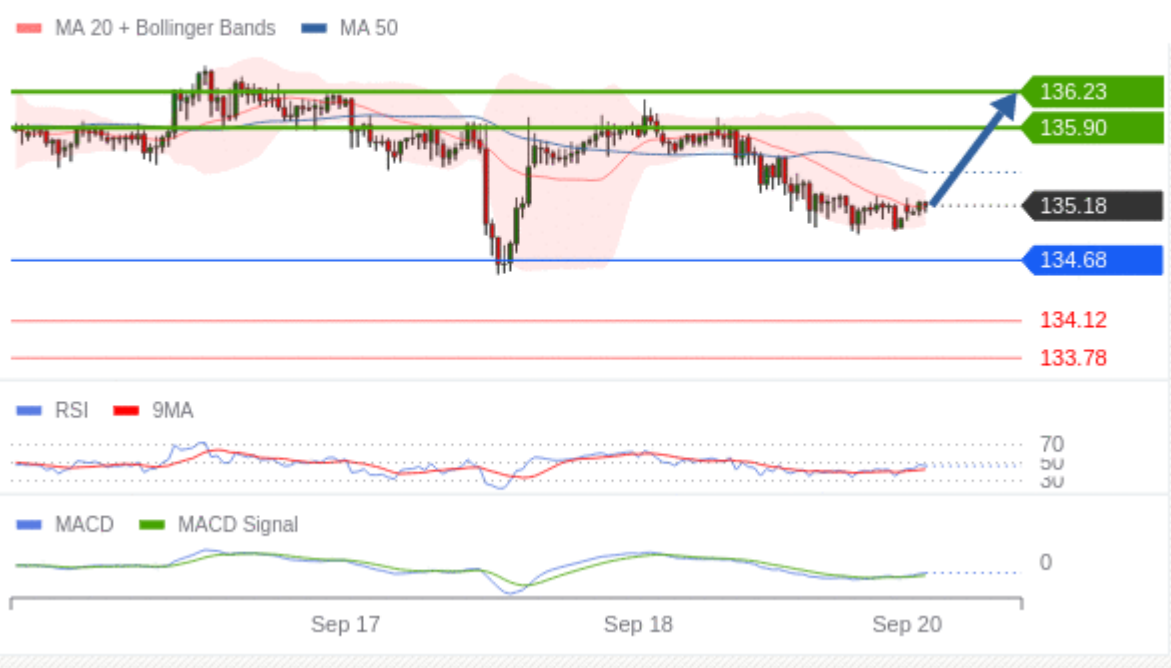 MA 20 + Bollinger Bands MA 50
136.23
135.90
135.18
134.68
134.12
133.78
RSI 9MA
70
50
30
MACD MACD Signal
0
Sep 17 Sep 18 Sep 20